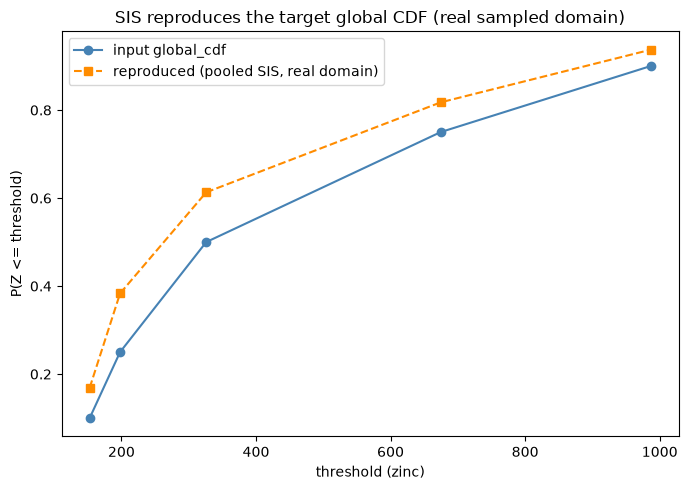 SIS reproduces the target global CDF (real sampled domain)
input global_cdf
reproduced (pooled SIS, real domain)
P(Z <= threshold)
0.8
0.6
0.4
0.2
200
400
600
800
1000
threshold (zinc)